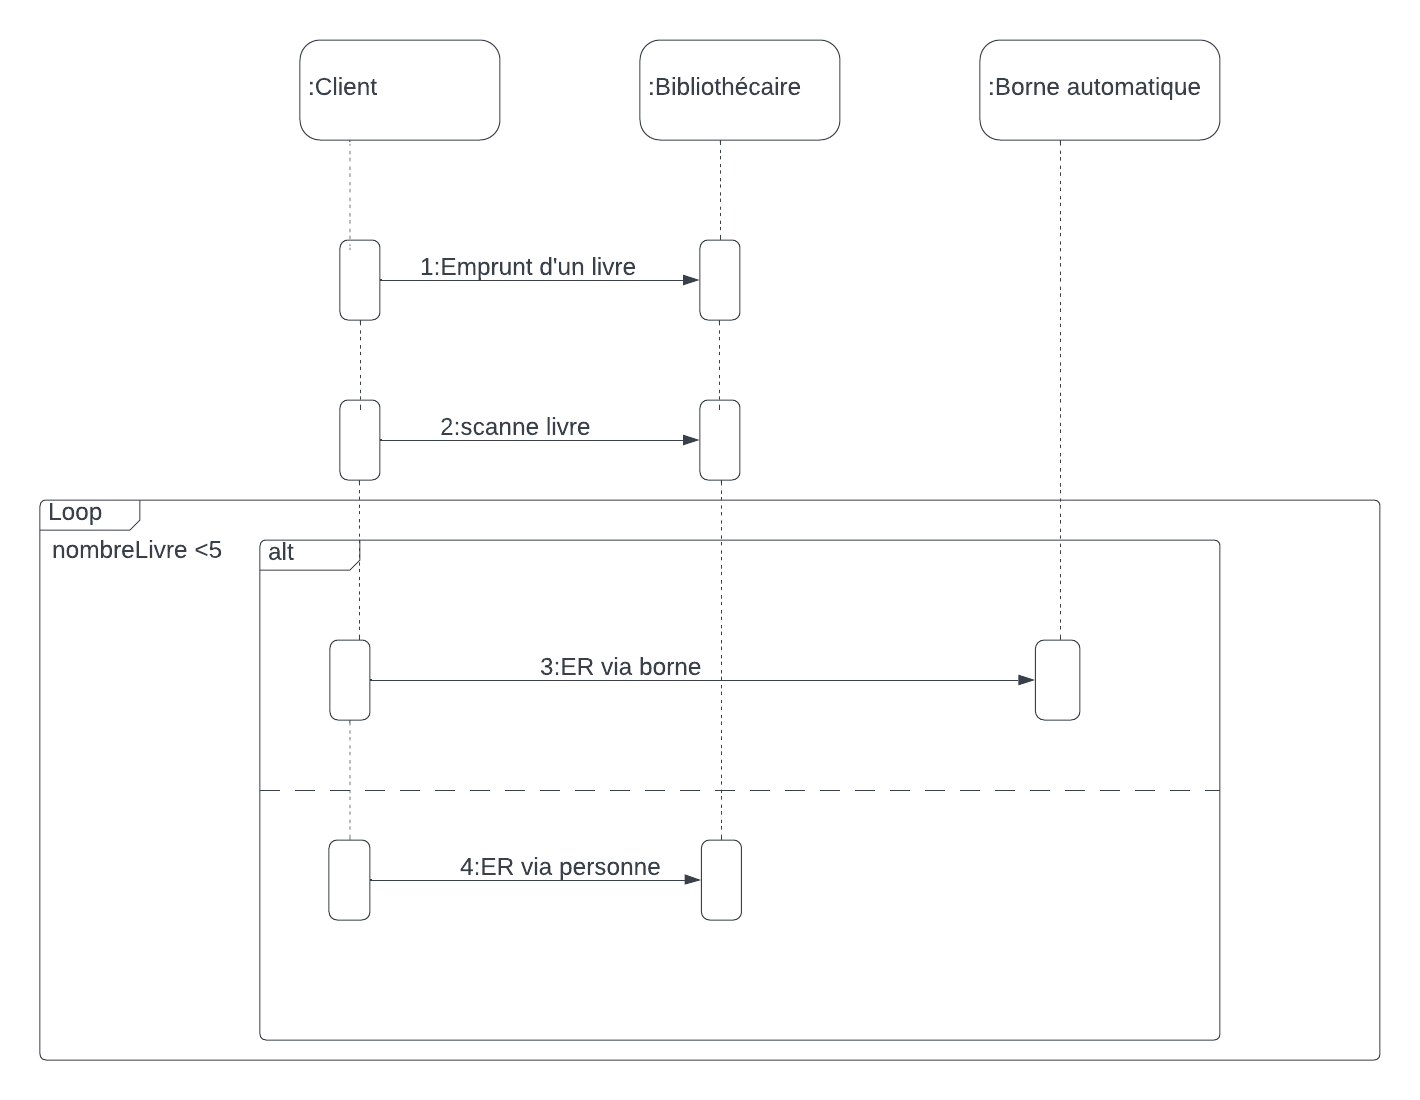 :Client
:Bibliothécaire
:Borne automatique
1:Emprunt d'un livre
2:scanne livre
Loop
nombreLivre <5
alt
3:ER via borne
4:ER via personne